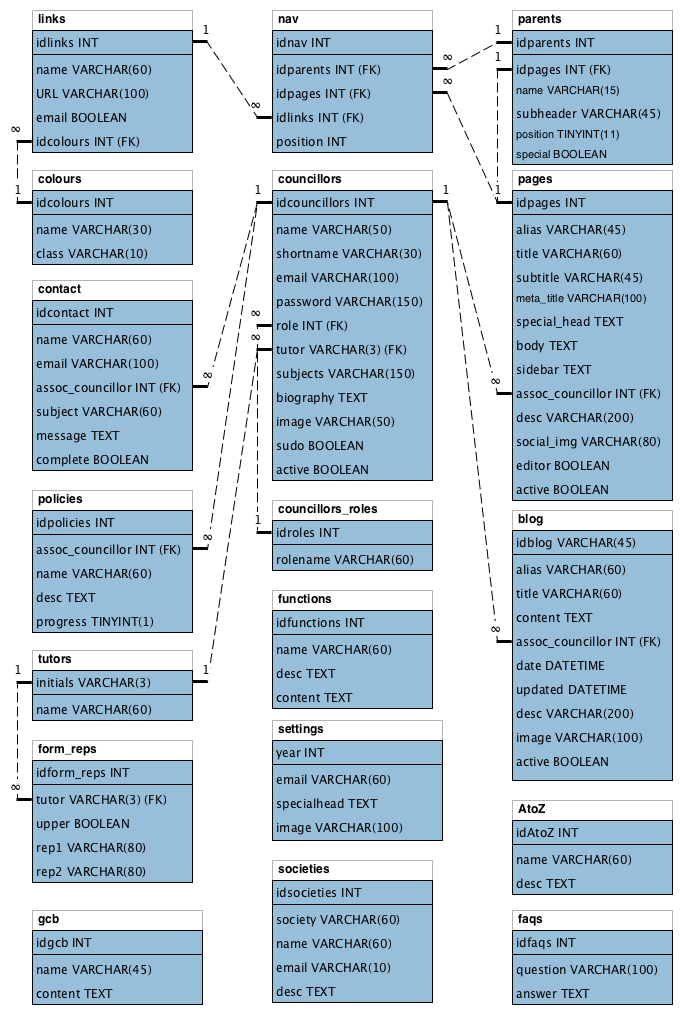 links
idlinks INT
name VARCHAR(60)
URL VARCHAR(100)
email BOOLEAN
idcolours INT (FK)
colours
idcolours INT
name VARCHAR(30)
class VARCHAR(10)
contact
idcontact INT
name VARCHAR(60)
email VARCHAR(100)
assoc_councillor INT (FK)
subject VARCHAR(60)
message TEXT
complete BOOLEAN
policies
idpolicies INT
assoc_councillor INT (FK)
name VARCHAR(60)
desc TEXT
progress TINYINT(1)
tutors
initials VARCHAR(3)
name VARCHAR(60)
form_reps
idform_reps INT
tutor VARCHAR(3) (FK)
upper BOOLEAN
rep1 VARCHAR(80)
rep2 VARCHAR(80)
gcb
idgcb INT
name VARCHAR(45)
content TEXT
∞
1
1
∞
∞
∞
1
1
∞
nav
idnav INT
idparents INT (FK)
idpages INT (FK)
idlinks INT (FK)
position INT
councillors
idcouncillors INT
name VARCHAR(50)
shortname VARCHAR(30)
email VARCHAR(100)
password VARCHAR(150)
role INT (FK)
tutor VARCHAR(3) (FK)
subjects VARCHAR(150)
biography TEXT
image VARCHAR(50)
sudo BOOLEAN
active BOOLEAN
councillors_roles
idroles INT
rolename VARCHAR(60)
functions
idfunctions INT
name VARCHAR(60)
desc TEXT
content TEXT
settings
year INT
email VARCHAR(60)
specialhead TEXT
image VARCHAR(100)
societies
idsocieties INT
society VARCHAR(60)
name VARCHAR(60)
email VARCHAR(10)
desc TEXT
1
∞
∞
1
∞
∞
1
1
1
1
1
∞
∞
parents
idparents INT
idpages INT (FK)
name VARCHAR(15)
subheader VARCHAR(45)
position TINYINT(11)
special BOOLEAN
pages
idpages INT
alias VARCHAR(45)
title VARCHAR(60)
subtitle VARCHAR(45)
meta_title VARCHAR(100)
special_head TEXT
body TEXT
sidebar TEXT
assoc_councillor INT (FK)
desc VARCHAR(200)
social_img VARCHAR(80)
editor BOOLEAN
active BOOLEAN
blog
idblog VARCHAR(45)
alias VARCHAR(60)
title VARCHAR(60)
content TEXT
assoc_councillor INT (FK)
date DATETIME
updated DATETIME
desc VARCHAR(200)
image VARCHAR(100)
active BOOLEAN
AtoZ
idAtoZ INT
name VARCHAR(60)
desc TEXT
faqs
idfaqs INT
question VARCHAR(100)
answer TEXT